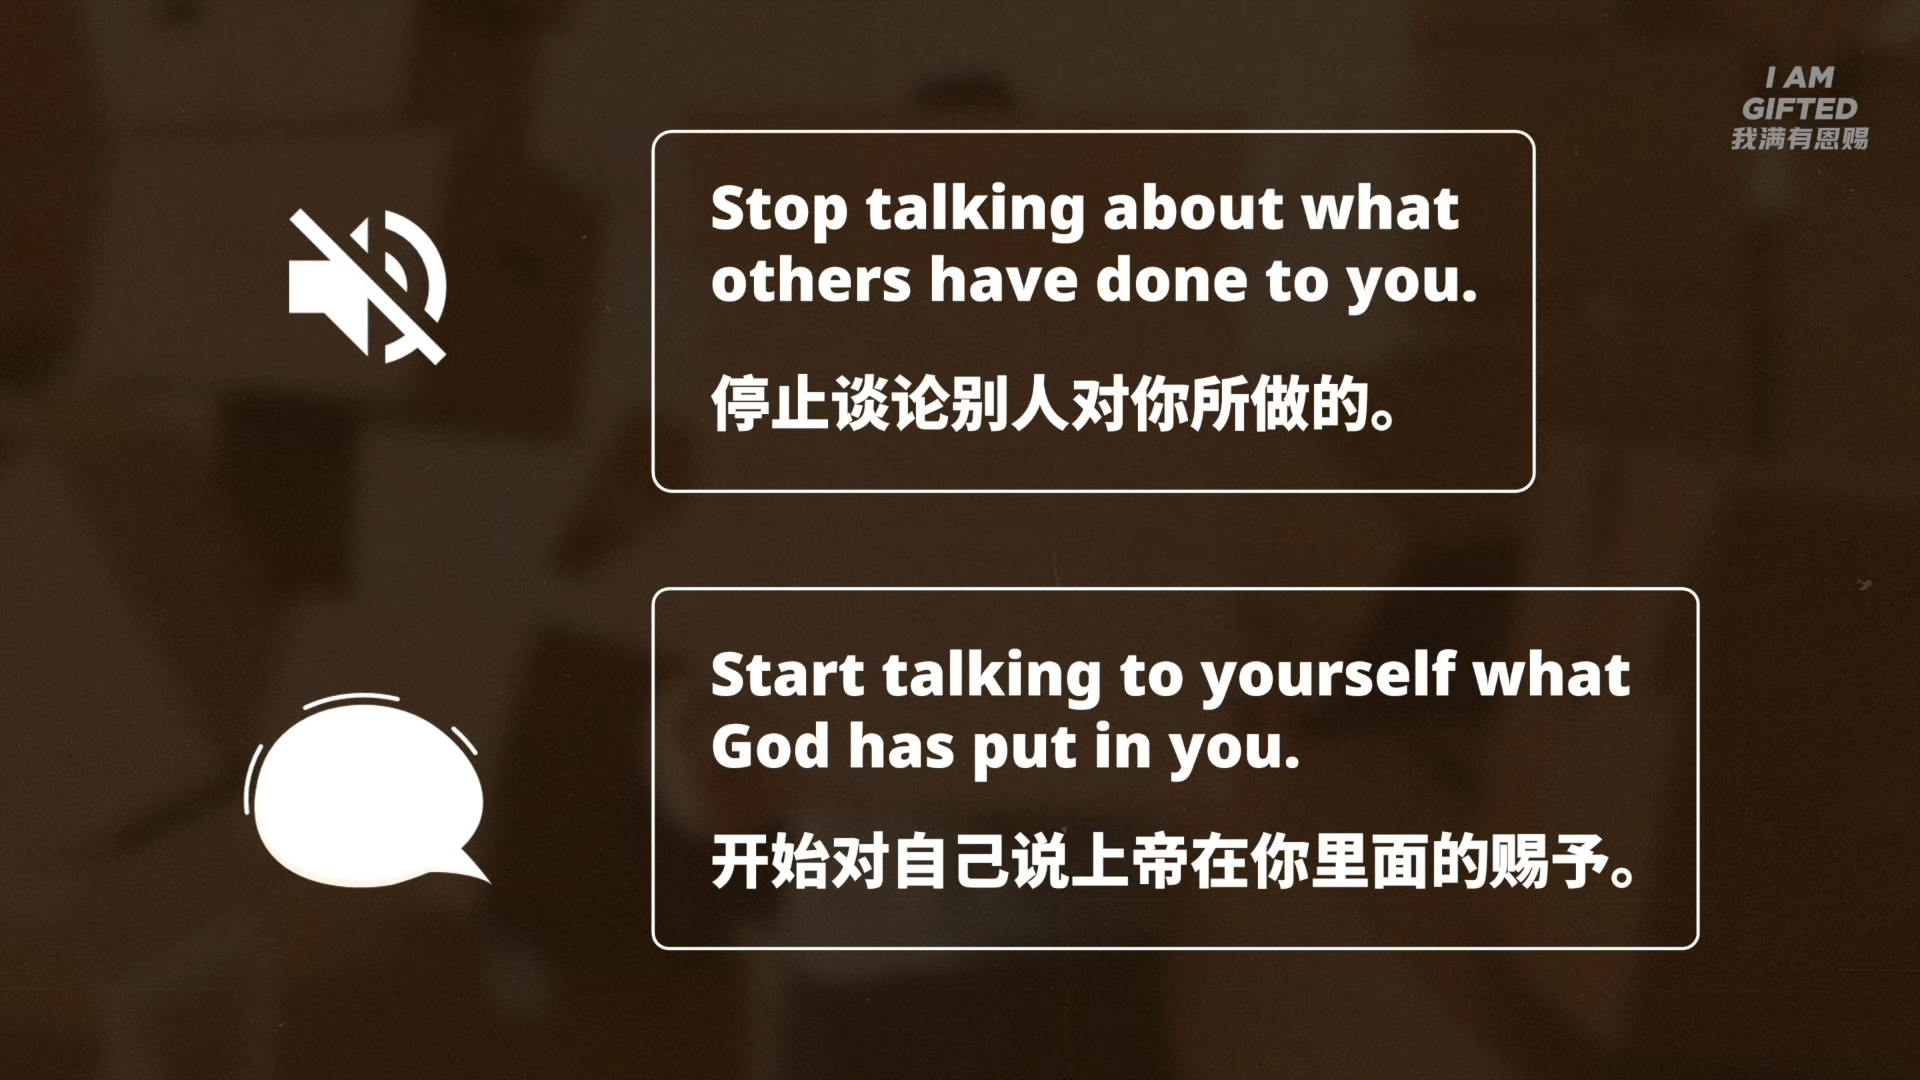 I AM
GIFTED
我满有恩赐
Stop talking about what
others have done to you.
停止谈论别人对你所做的。
Start talking to yourself what
God has put in you.
开始对自己说上帝在你里面的赐予。